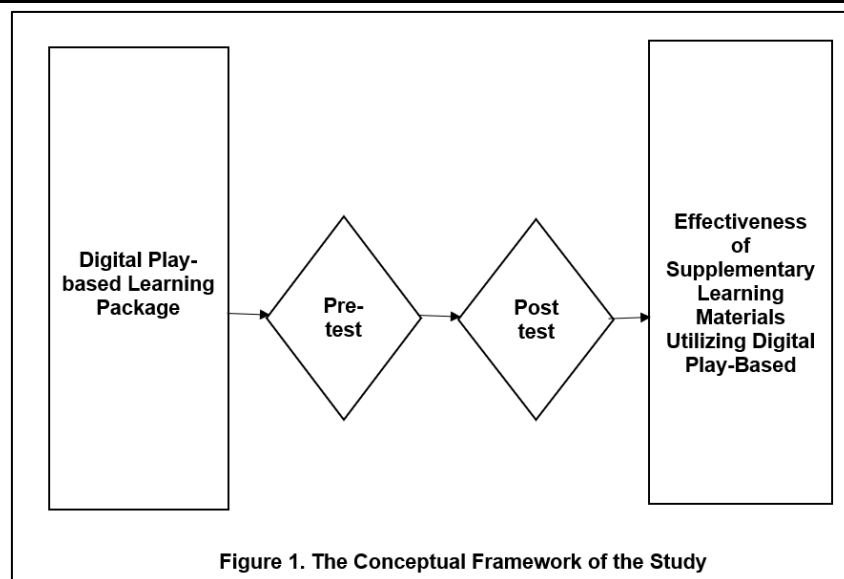 Digital Play-
based Learning
Package
Pre-
test
Post
test
Effectiveness
of
Supplementary
Learning
Materials
Utilizing Digital
Play-Based
Figure 1. The Conceptual Framework of the Study